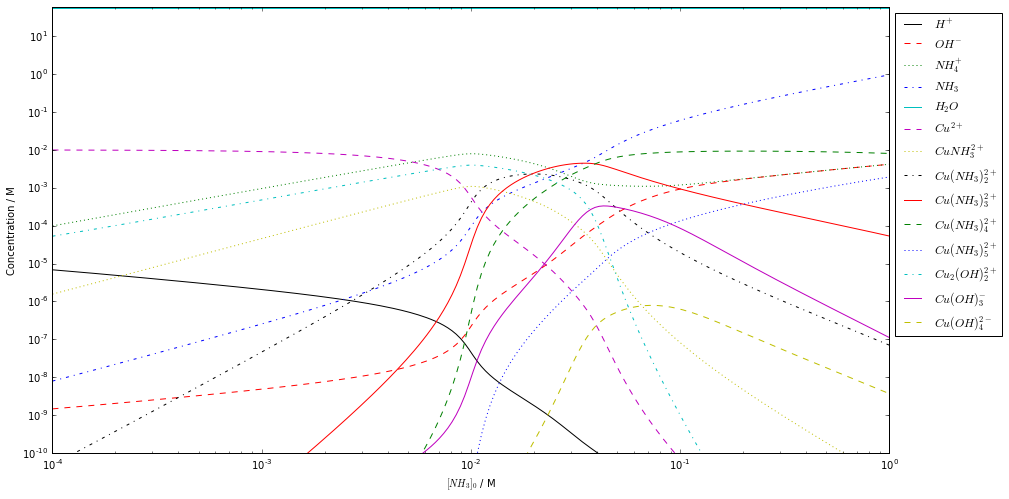 10¹
10⁰
10⁻¹
10⁻²
10⁻³
10⁻⁴
10⁻⁵
10⁻⁶
10⁻⁷
10⁻⁸
10⁻⁹
10⁻¹⁰
Concentration / M
10⁻⁴ 10⁻³ 10⁻² 10⁻¹ 10⁰
[NH₃]₀ / M
H⁺
OH⁻
NH₄⁺
NH₃
H₂O
Cu²⁺
CuNH₃²⁺
Cu(NH₃)₂²⁺
Cu(NH₃)₃²⁺
Cu(NH₃)₄²⁺
Cu(NH₃)₅²⁺
Cu₂(OH)₂²⁺
Cu(OH)₃⁻
Cu(OH)₄²⁻